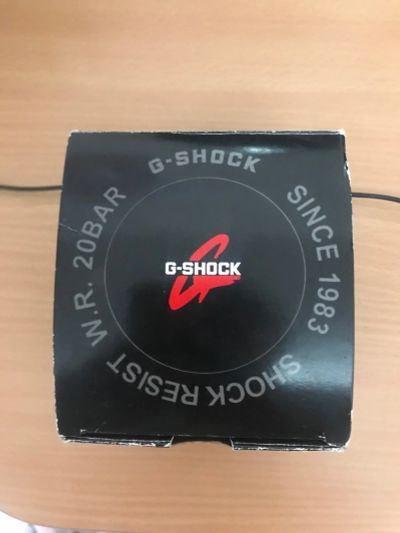 G-SHOCK
SINCE 1983
SHOCK RESIST
W.R. 20BAR
G-SHOCK